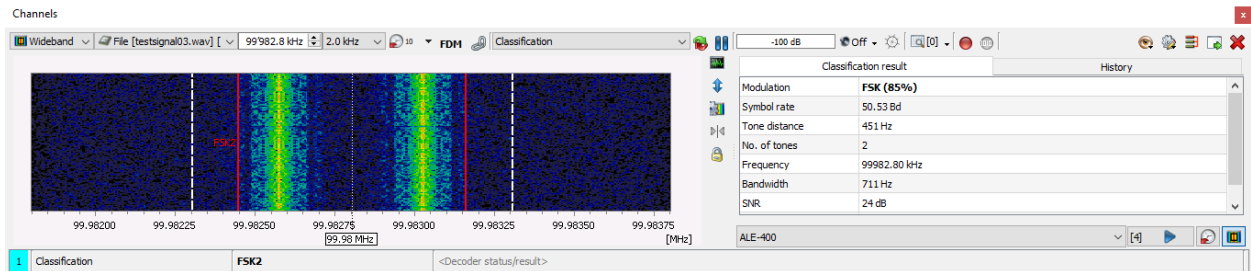 Channels
x
Wideband File [testsignal03.wav] [ 99'982.8 kHz 2.0 kHz 10 FDM Classification -100 dB Off [0]
Classification result History
Modulation FSK (85%)
Symbol rate 50.53 Bd
Tone distance 451 Hz
No. of tones 2
Frequency 99982.80 kHz
Bandwidth 711 Hz
SNR 24 dB
FSK2
99.98200 99.98225 99.98250 99.98275 99.98300 99.98325 99.98350 99.98375
99.98 MHz [MHz]
ALE-400 [4]
1 Classification FSK2 <Decoder status/result>